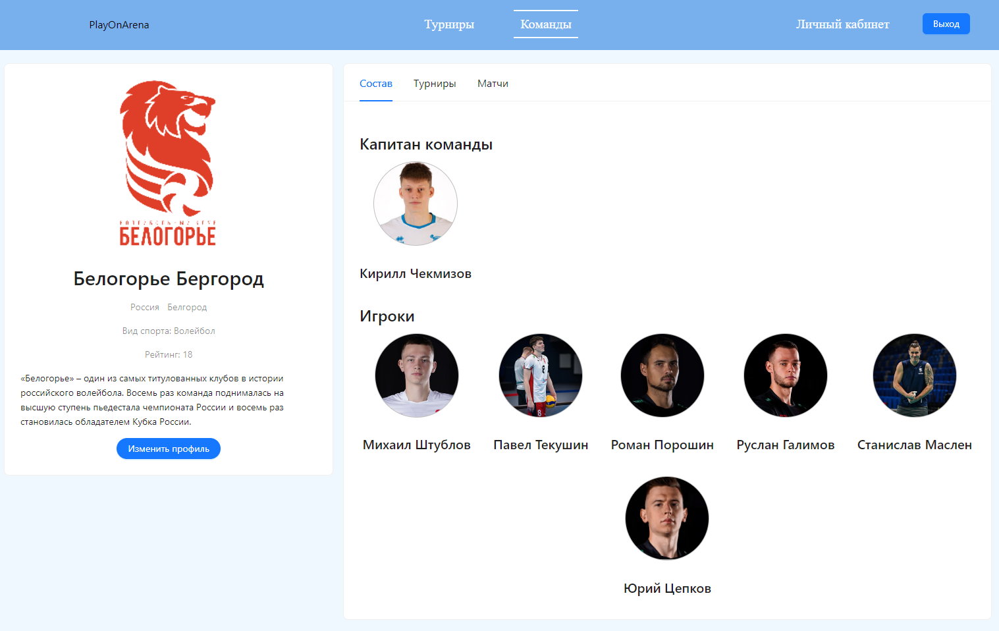 PlayOnArena
Турниры
Команды
Личный кабинет
Выход
БЕЛОГОРЬЕ
Белогорье Бергород
Россия Белгород
Вид спорта: Волейбол
Рейтинг: 18
«Белогорье» – один из самых титулованных клубов в истории
российского волейбола. Восемь раз команда поднималась на
высшую ступень пьедестала чемпионата России и восемь раз
становилась обладателем Кубка России.
Изменить профиль
Состав
Турниры
Матчи
Капитан команды
Кирилл Чекмизов
Игроки
8
8
Михаил Штублов
Павел Текушин
Роман Порошин
Руслан Галимов
Станислав Маслен
Юрий Цепков